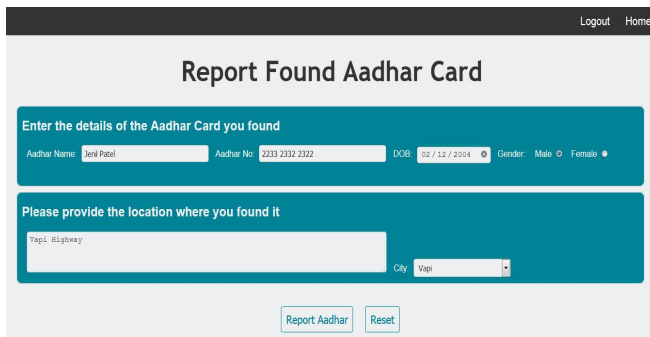 Logout Home
Report Found Aadhar Card
Enter the details of the Aadhar Card you found
Aadhar Name: Jenil Patel Aadhar No: 2233 2332 2322 DOB: 02 / 12 / 2004 Gender: Male Female
Please provide the location where you found it
Vapi Highway
City: Vapi
Report Aadhar Reset